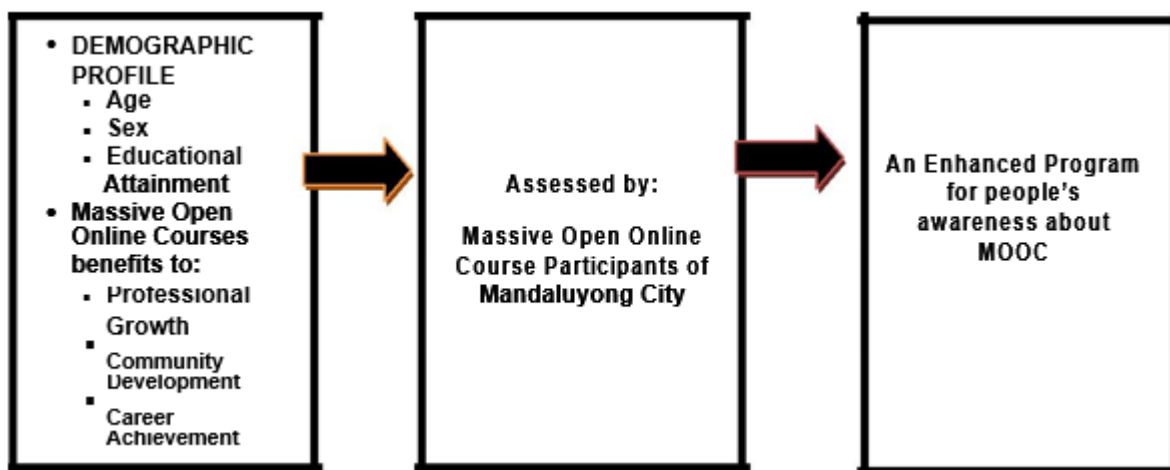 • DEMOGRAPHIC
PROFILE
▪ Age
▪ Sex
▪ Educational
Attainment
• Massive Open
Online Courses
benefits to:
▪ Professional
Growth
▪
Community
Development
▪
Career
Achievement
Assessed by:
Massive Open Online
Course Participants of
Mandaluyong City
An Enhanced Program
for people's
awareness about
MOOC